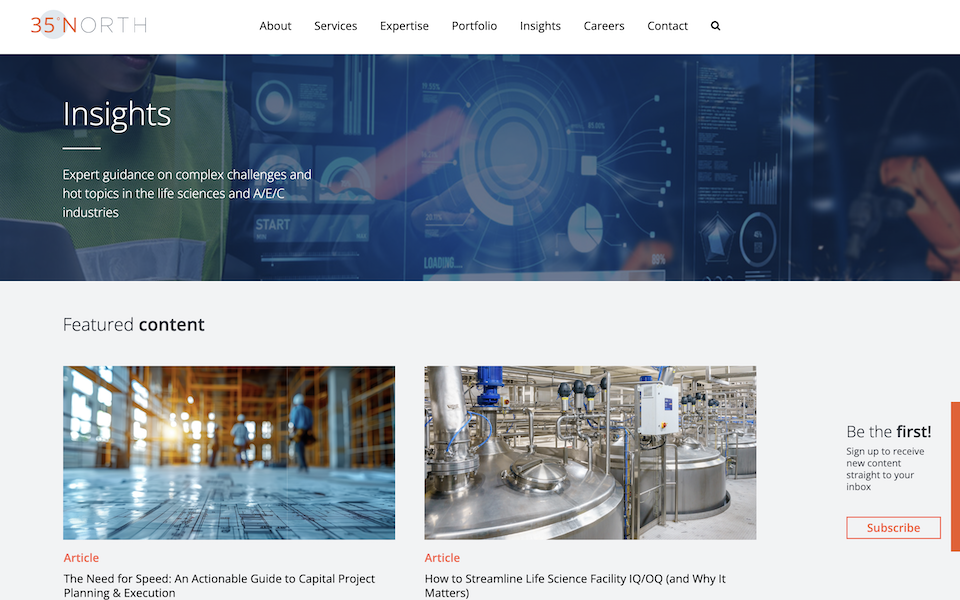 35°NORTH
About Services Expertise Portfolio Insights Careers Contact
Insights
Expert guidance on complex challenges and
hot topics in the life sciences and A/E/C
industries
START
LOADING...
88%
Featured content
Article
The Need for Speed: An Actionable Guide to Capital Project
Planning & Execution
Article
How to Streamline Life Science Facility IQ/OQ (and Why It
Matters)
Be the first!
Sign up to receive
new content
straight to your
inbox
Subscribe